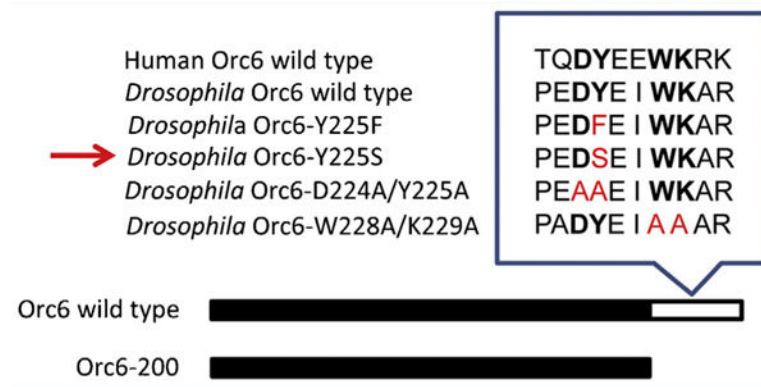 Human Orc6 wild type TQDYEEWKRK
Drosophila Orc6 wild type PEDYEIWKAR
Drosophila Orc6-Y225F PEDFEIWKAR
Drosophila Orc6-Y225S PEDSEIWKAR
Drosophila Orc6-D224A/Y225A PEAAEIWKAR
Drosophila Orc6-W228A/K229A PADYEIAAAR
Orc6 wild type
Orc6-200